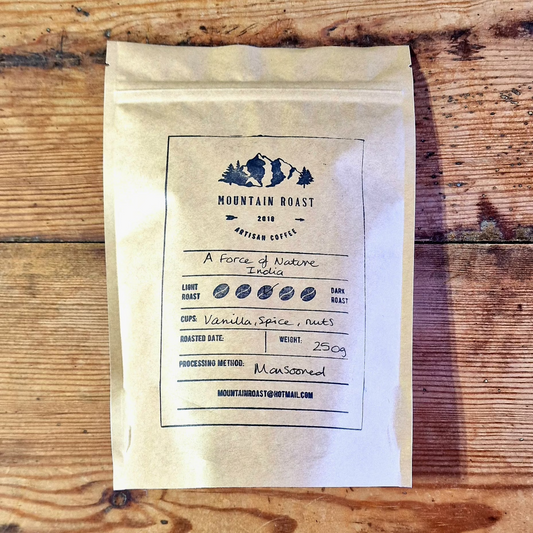 MOUNTAIN ROAST
2018
ARTISAN COFFEE
A Force of Nature
India
LIGHT ROAST DARK ROAST
CUPS: Vanilla, Spice, nuts
ROASTED DATE: WEIGHT: 250g
PROCESSING METHOD: Monsooned
MOUNTAINROAST@HOTMAIL.COM